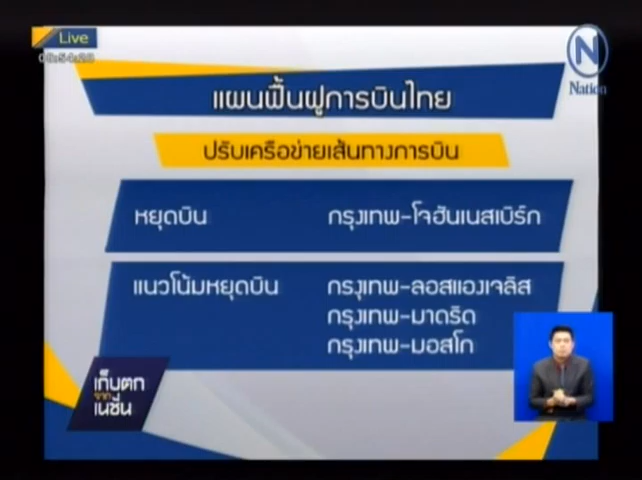 Live
N
Nation
แผนฟื้นฟูการบินไทย
ปรับเครือข่ายเส้นทางการบิน
หยุดบิน กรุงเทพ-โจฮันเนสเบิร์ก
แนวโน้มหยุดบิน กรุงเทพ-ลอสแองเจลิส
กรุงเทพ-มาดริด
กรุงเทพ-มอสโก
เก็บตก
จาก
เนชั่น